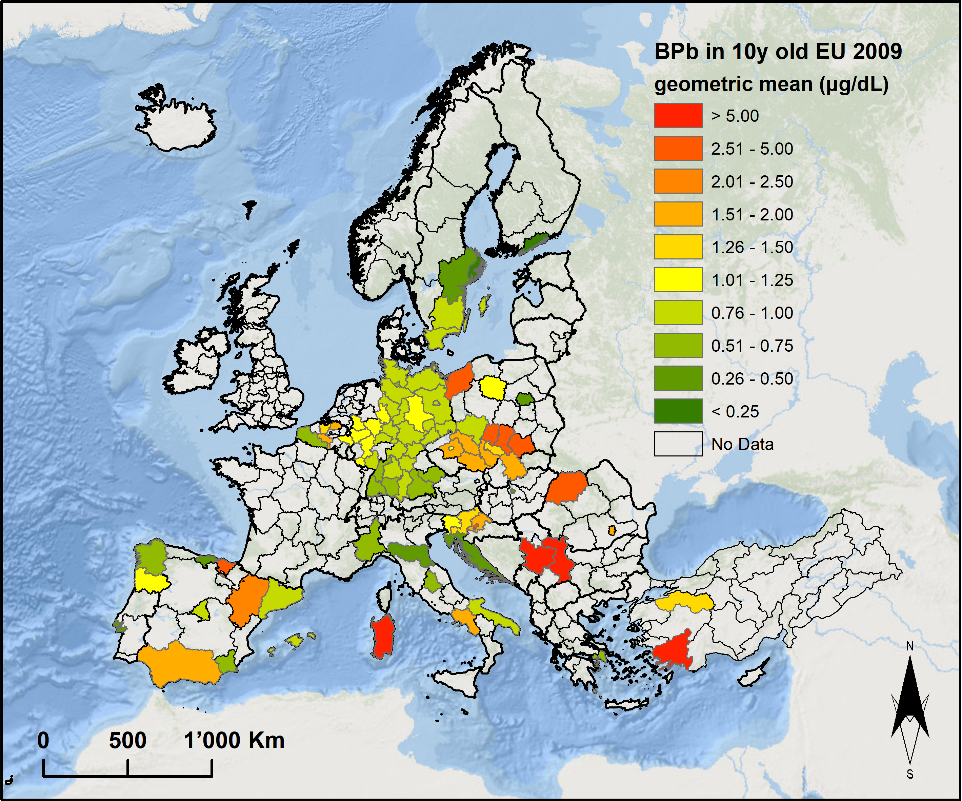 BPb in 10y old EU 2009
geometric mean (µg/dL)
> 5.00
2.51 - 5.00
2.01 - 2.50
1.51 - 2.00
1.26 - 1.50
1.01 - 1.25
0.76 - 1.00
0.51 - 0.75
0.26 - 0.50
< 0.25
No Data
N
S
0 500 1'000 Km